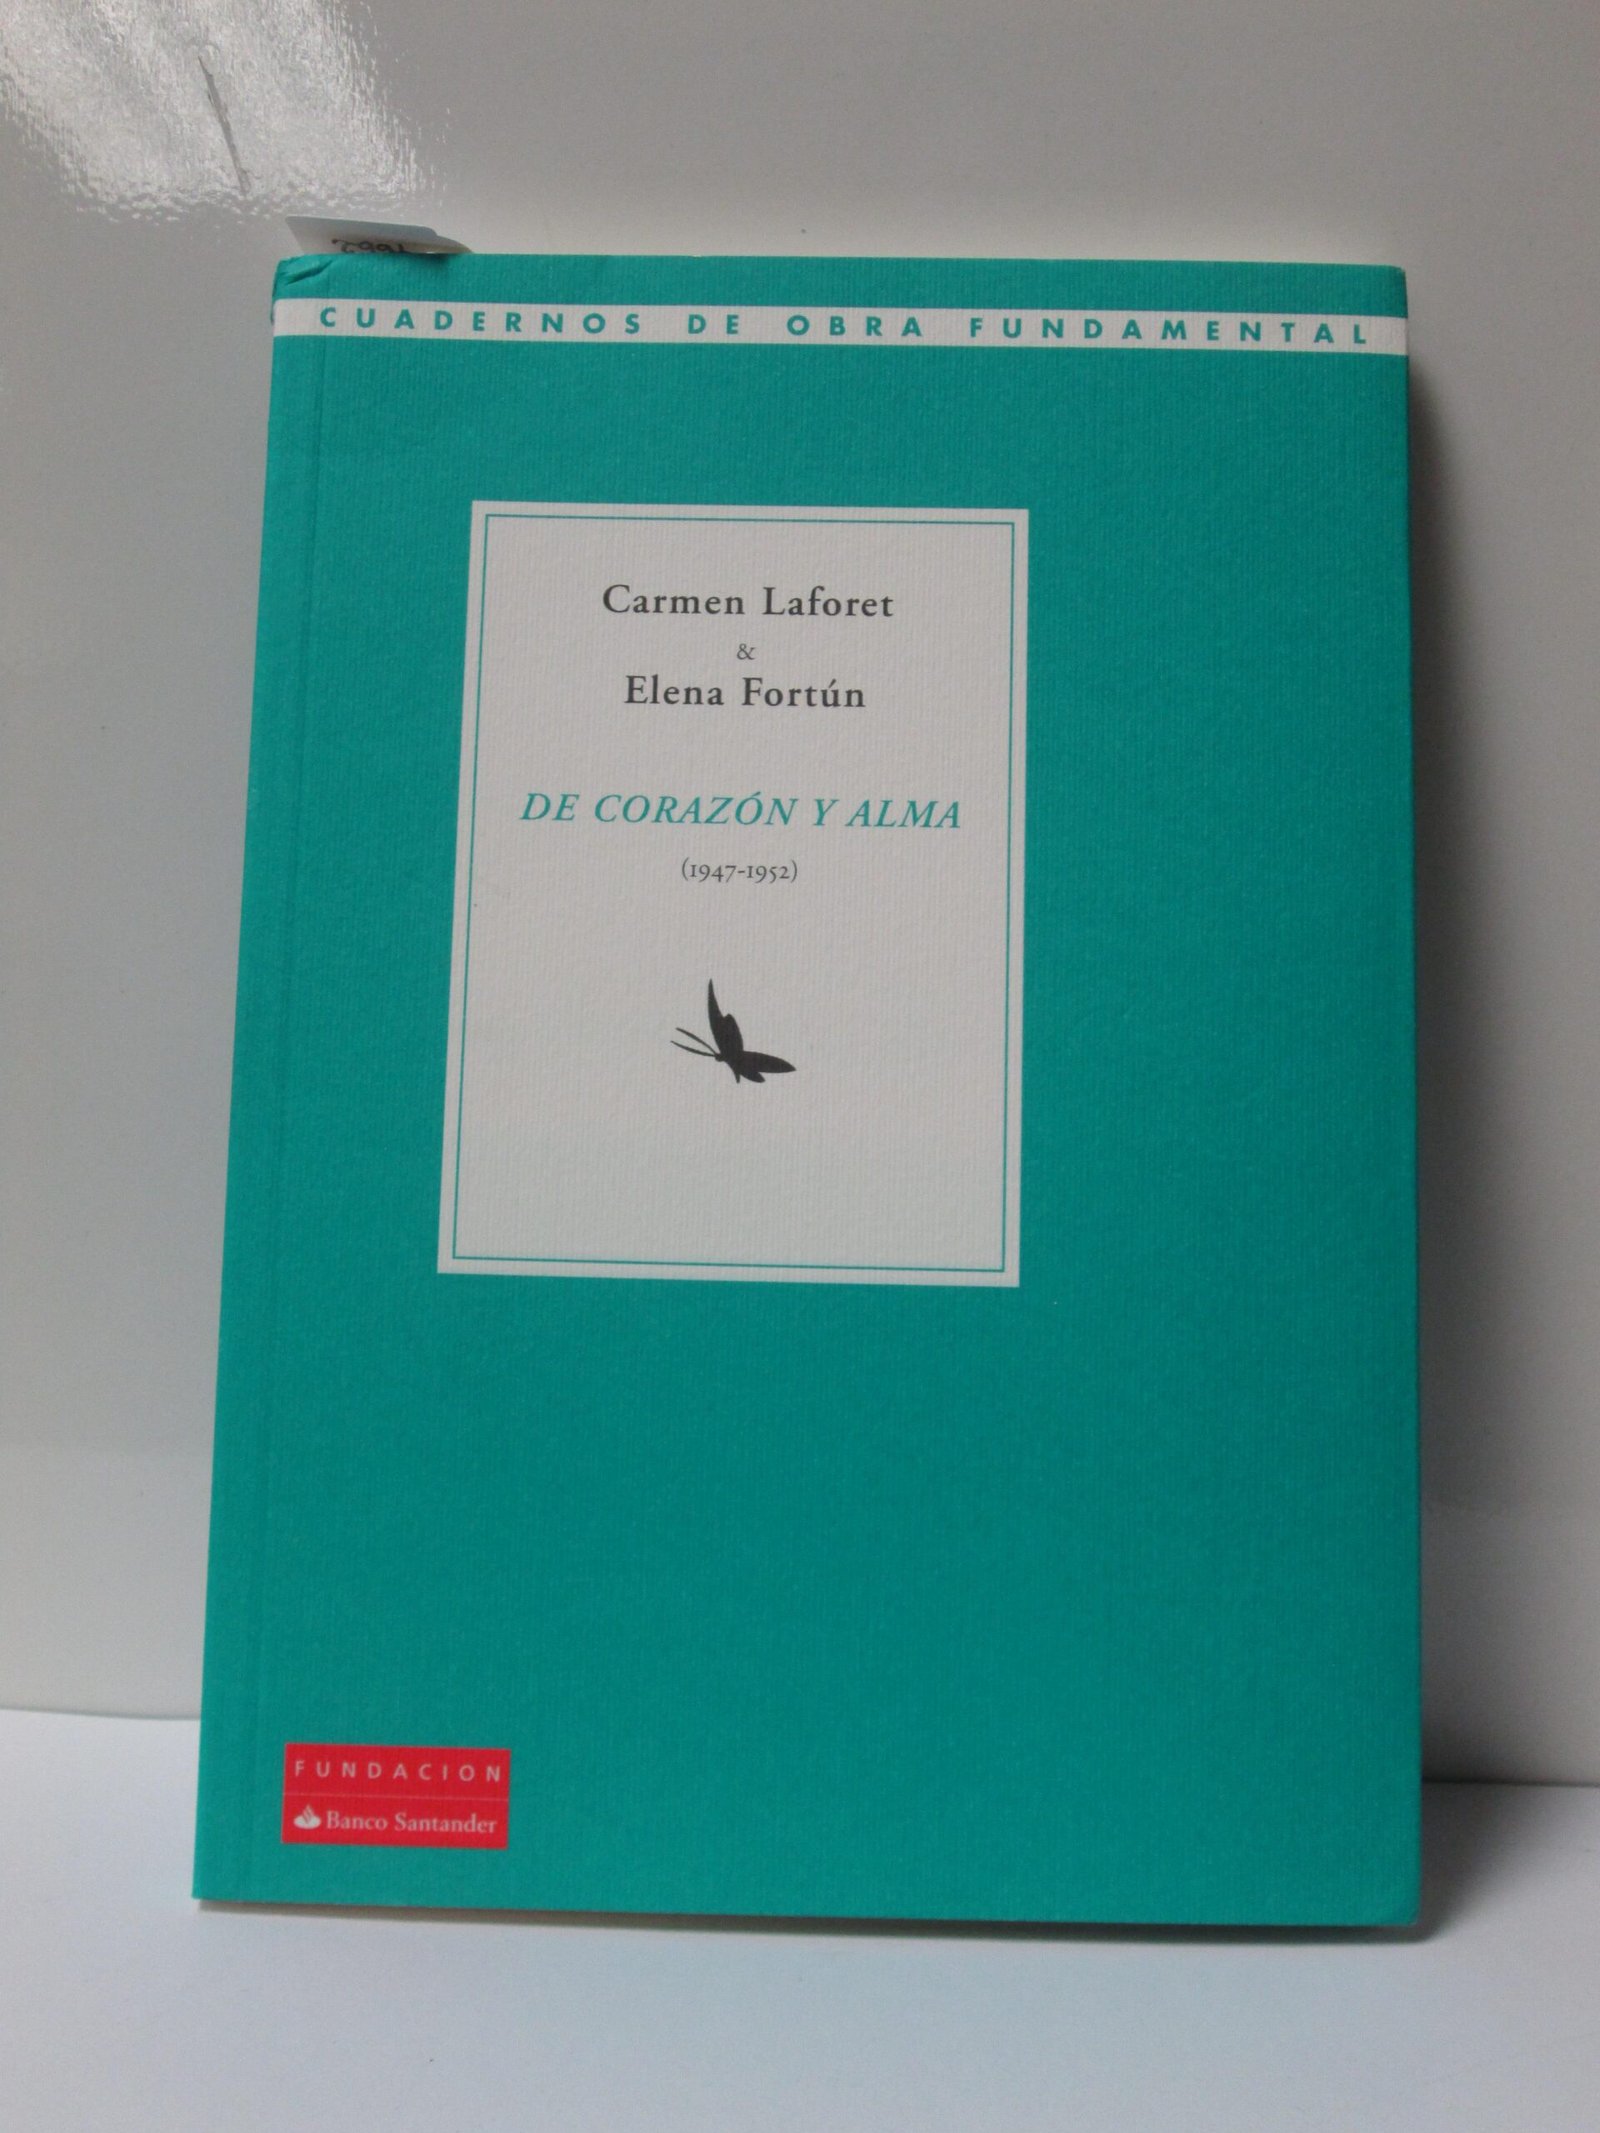 CUADERNOS DE OBRA FUNDAMENTAL
Carmen Laforet
&
Elena Fortún
DE CORAZÓN Y ALMA
(1947-1952)
FUNDACION
Banco Santander